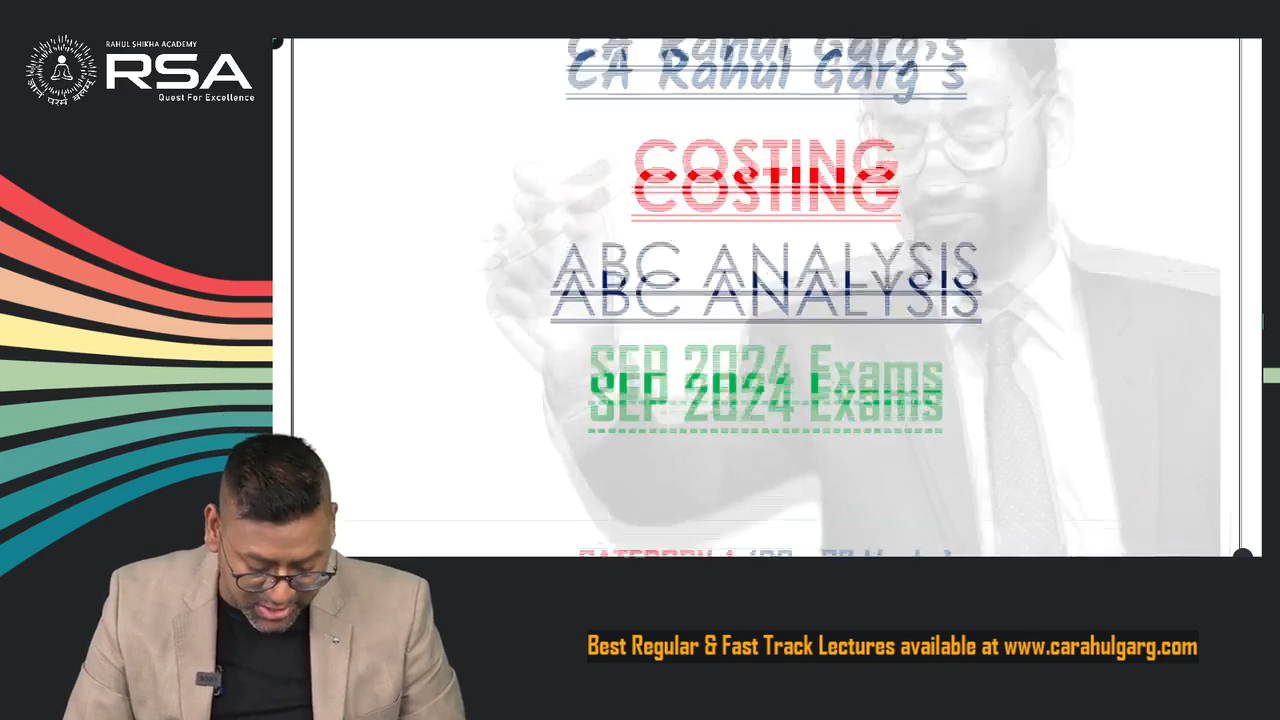 RAHUL SHIKHA ACADEMY
RSA
Quest For Excellence
CA Rahul Garg's
COSTING
ABC ANALYSIS
SEP 2024 Exams
Best Regular & Fast Track Lectures available at www.carahulgarg.com